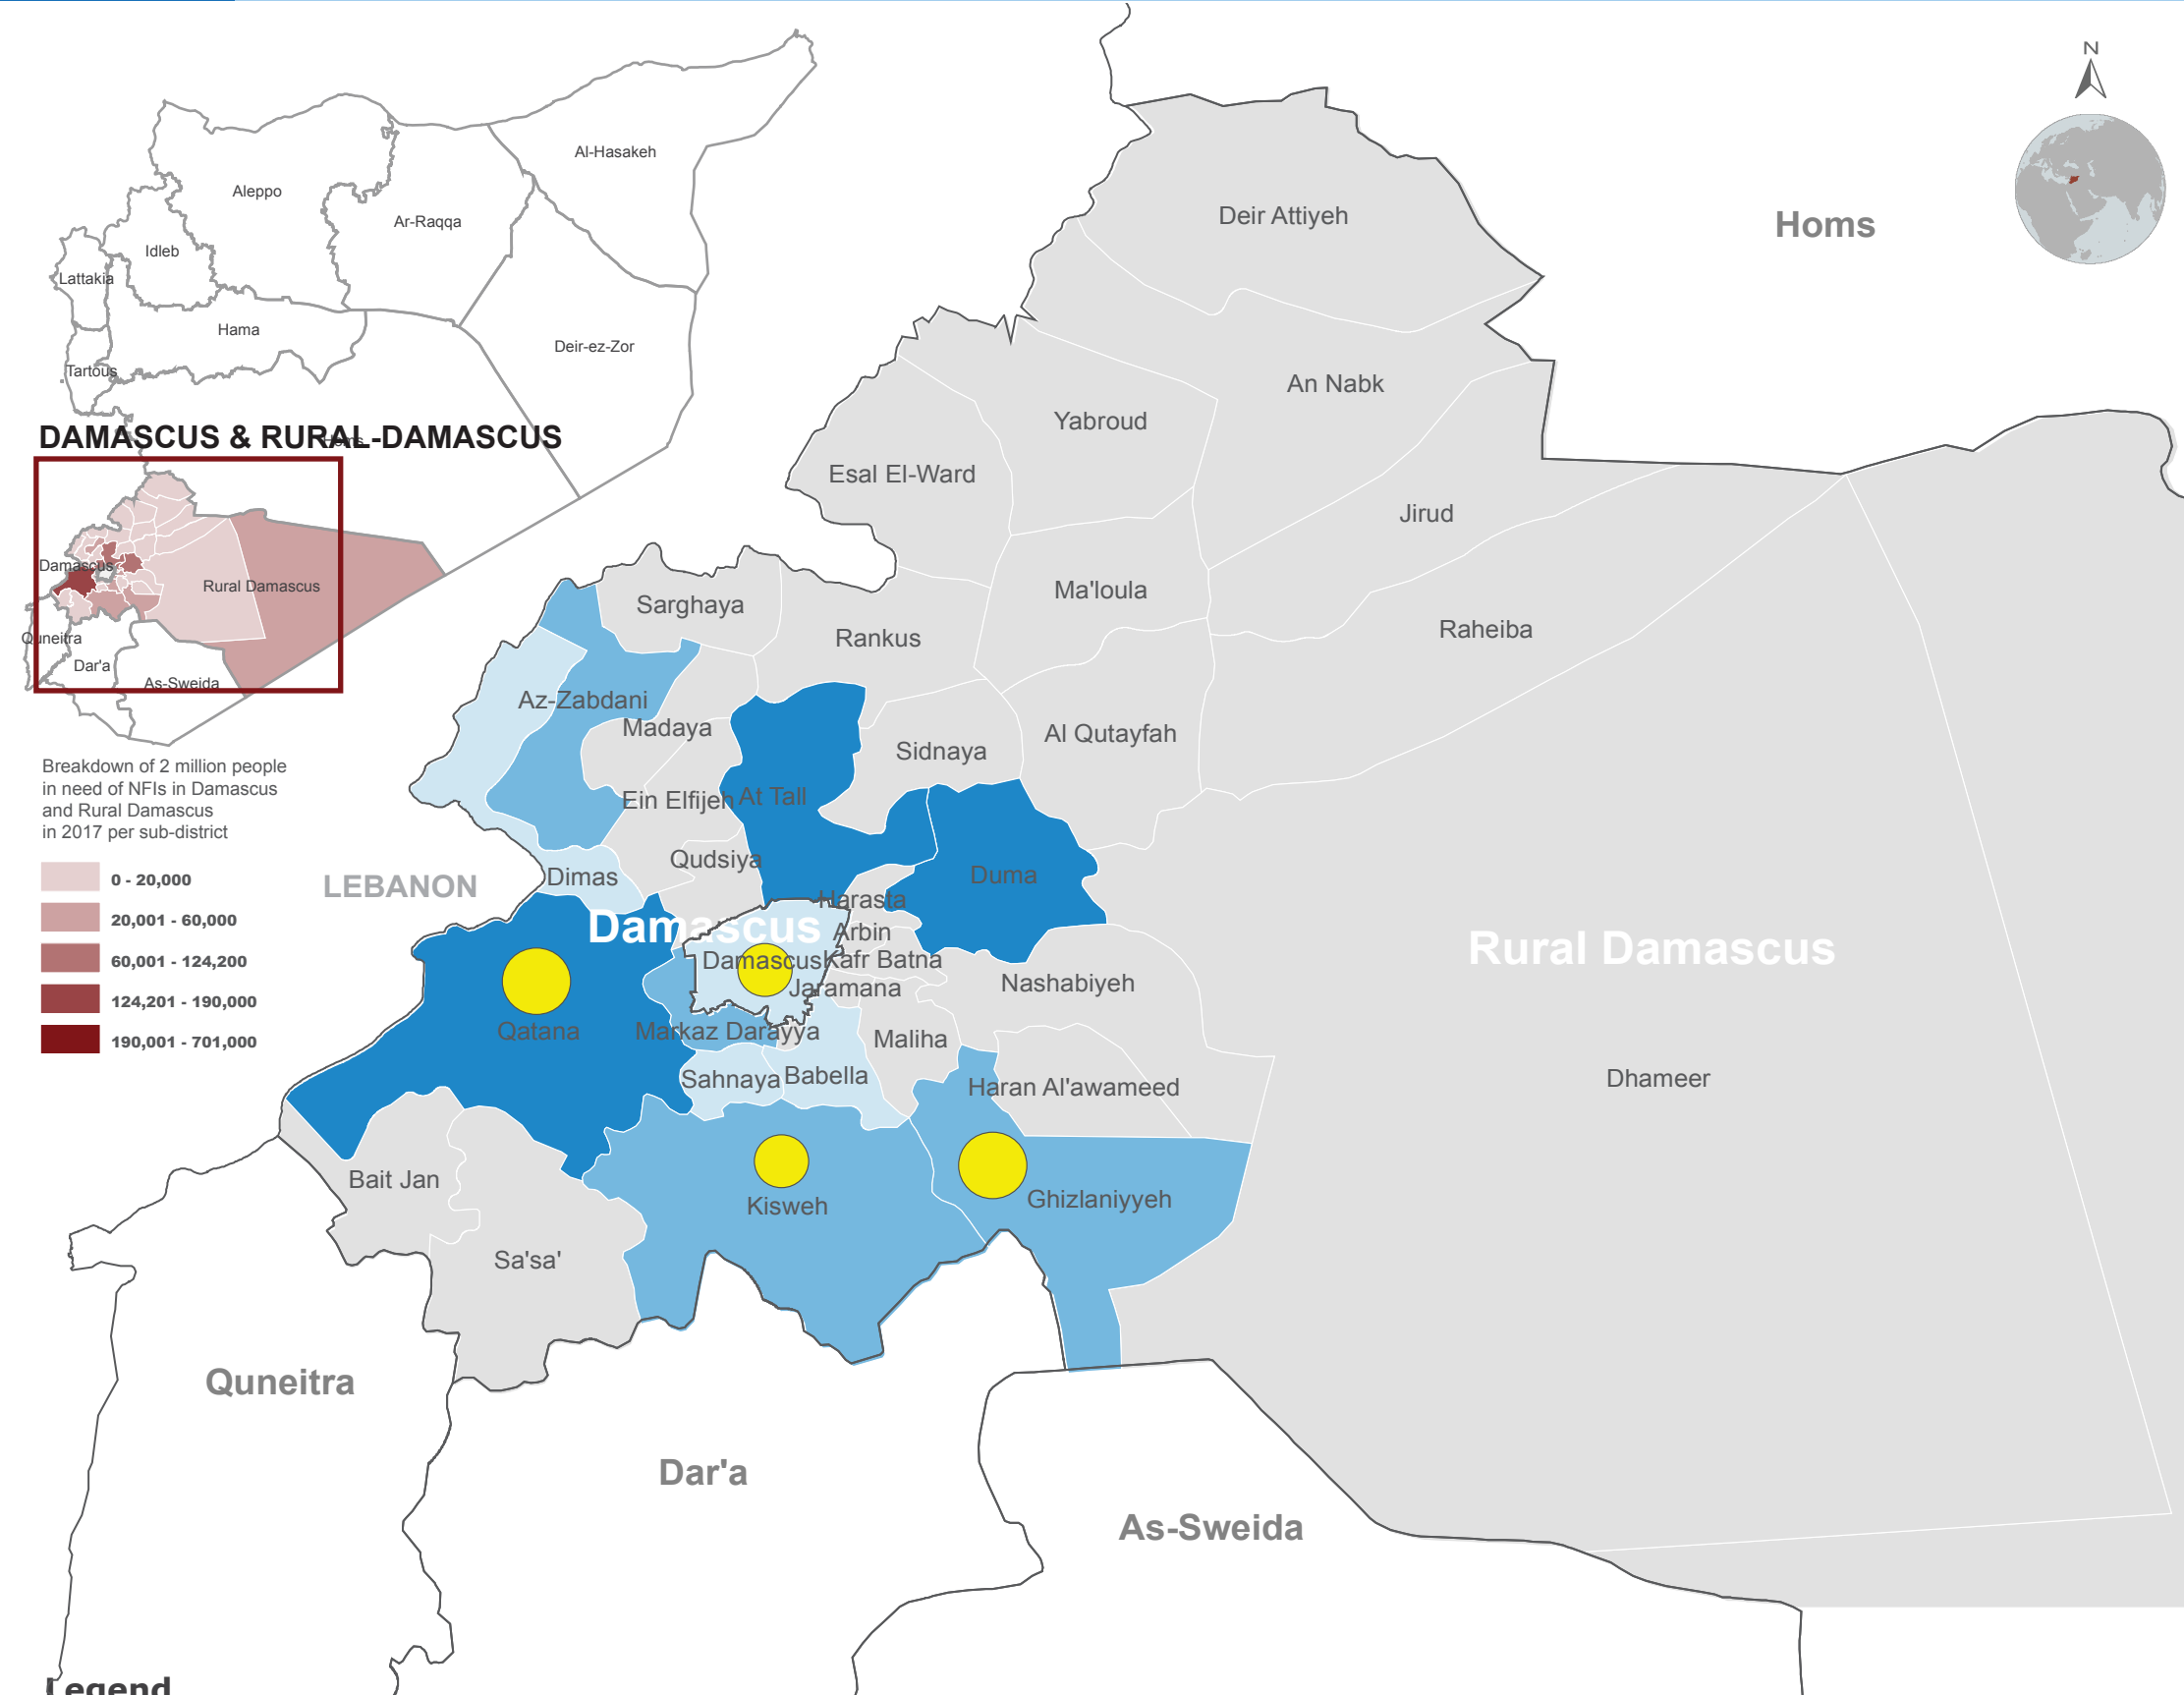 N
Al-Hasakeh
Aleppo
Ar-Raqqa
Idleb
Lattakia
Hama
Deir-ez-Zor
Tartous
Homs
DAMASCUS & RURAL-DAMASCUS
Damascus
Rural Damascus
Quneitra
Dar'a
As-Sweida
Breakdown of 2 million people
in need of NFIs in Damascus
and Rural Damascus
in 2017 per sub-district
0 - 20,000
20,001 - 60,000
60,001 - 124,200
124,201 - 190,000
190,001 - 701,000
LEBANON
Homs
Deir Attiyeh
An Nabk
Yabroud
Esal El-Ward
Jirud
Ma'loula
Sarghaya
Rankus
Raheiba
Az-Zabdani
Madaya
Al Qutayfah
Sidnaya
Ein Elfijeh
At Tall
Qudsiya
Dimas
Duma
Harasta
Damascus
Arbin
Rural Damascus
Damascus
Kafr Batna
Jaramana
Nashabiyeh
Qatana
Markaz Darayya
Maliha
Sahnaya
Babella
Haran Al'awameed
Dhameer
Bait Jan
Kisweh
Ghizlaniyyeh
Sa'sa'
Quneitra
Dar'a
As-Sweida
Legend